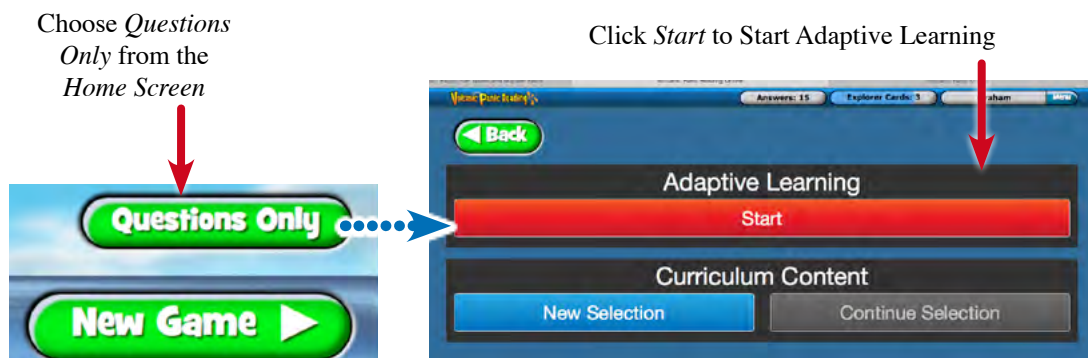 Choose Questions
Only from the
Home Screen
Click Start to Start Adaptive Learning
Questions Only
New Game
Answers: 15
Explorer Cards: 3
raham
Menu
Back
Adaptive Learning
Start
Curriculum Content
New Selection
Continue Selection